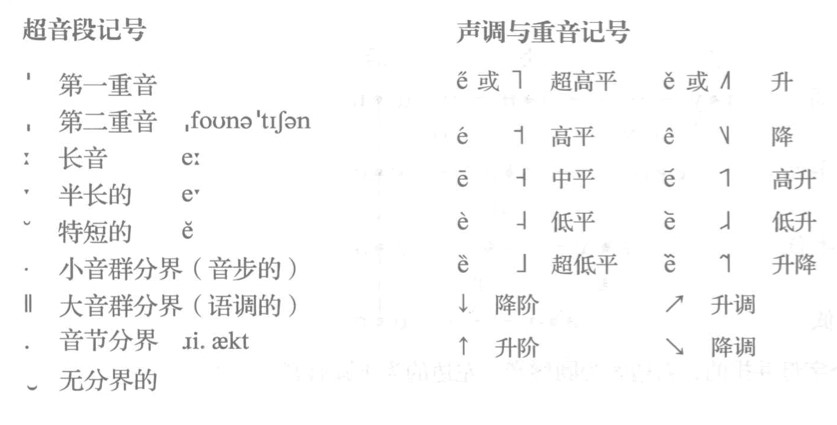 超音段记号
ˈ 第一重音
ˌ 第二重音 ˌfoʊnəˈtɪʃən
ː 长音 eː
ˑ 半长的 eˑ
˘ 特短的 ĕ
· 小音群分界（音步的）
‖ 大音群分界（语调的）
. 音节分界 ɹi. ækt
‿ 无分界的
声调与重音记号
e̋ 或 ˥ 超高平 ě 或 ˩˥ 升
é ˦ 高平 ê ˥˩ 降
ē ˧ 中平 e᷄ ˦˥ 高升
è ˨ 低平 e᷅ ˩˨ 低升
ȅ ˩ 超低平 e᷈ ˧˦˧ 升降
↓ 降阶 ↗ 升调
↑ 升阶 ↘ 降调